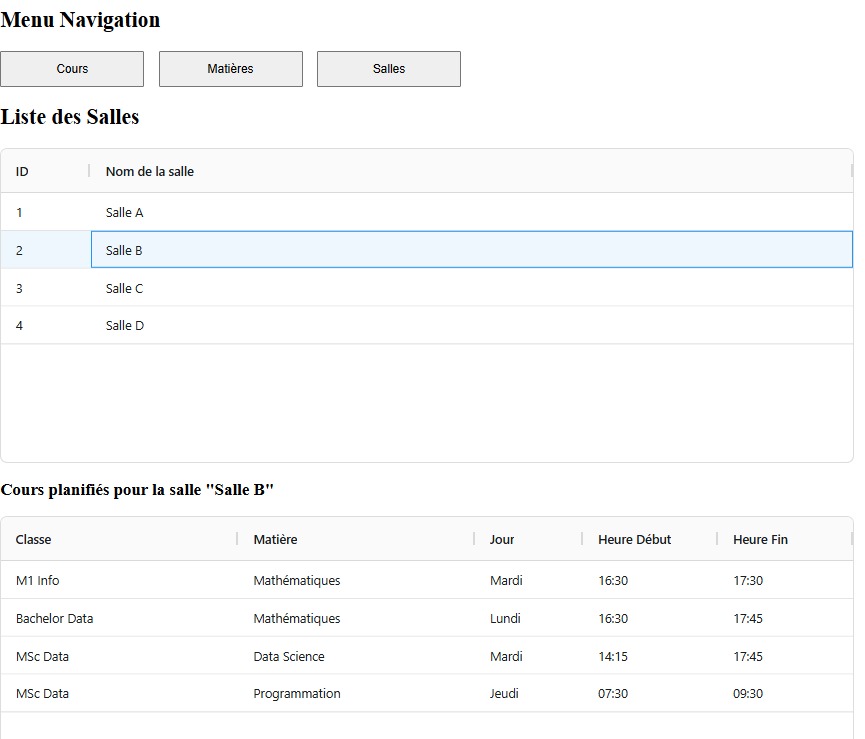 Menu Navigation
Cours Matières Salles
Liste des Salles
ID Nom de la salle
1 Salle A
2 Salle B
3 Salle C
4 Salle D
Cours planifiés pour la salle "Salle B"
Classe Matière Jour Heure Début Heure Fin
M1 Info Mathématiques Mardi 16:30 17:30
Bachelor Data Mathématiques Lundi 16:30 17:45
MSc Data Data Science Mardi 14:15 17:45
MSc Data Programmation Jeudi 07:30 09:30